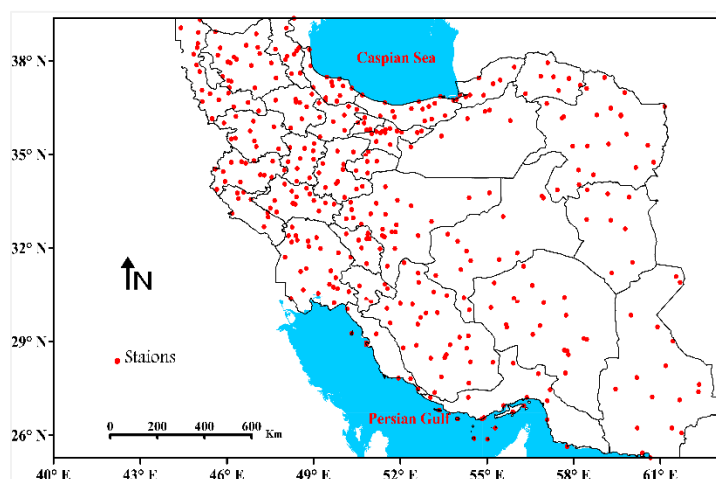 38° N
Caspian Sea
35° N
32° N
N
29° N
Staions
Persian Gulf
0 200 400 600 Km
26° N
40° E 43° E 46° E 49° E 52° E 55° E 58° E 61° E